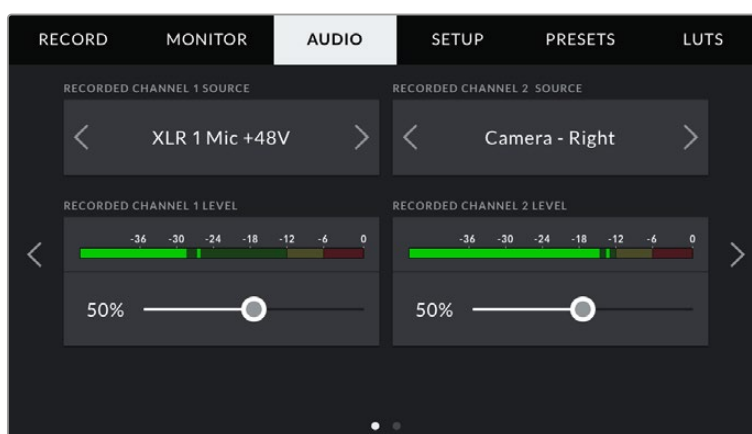 RECORD MONITOR AUDIO SETUP PRESETS LUTS
RECORDED CHANNEL 1 SOURCE RECORDED CHANNEL 2 SOURCE
XLR 1 Mic +48V Camera - Right
RECORDED CHANNEL 1 LEVEL RECORDED CHANNEL 2 LEVEL
-36 -30 -24 -18 -12 -6 0 -36 -30 -24 -18 -12 -6 0
50% 50%